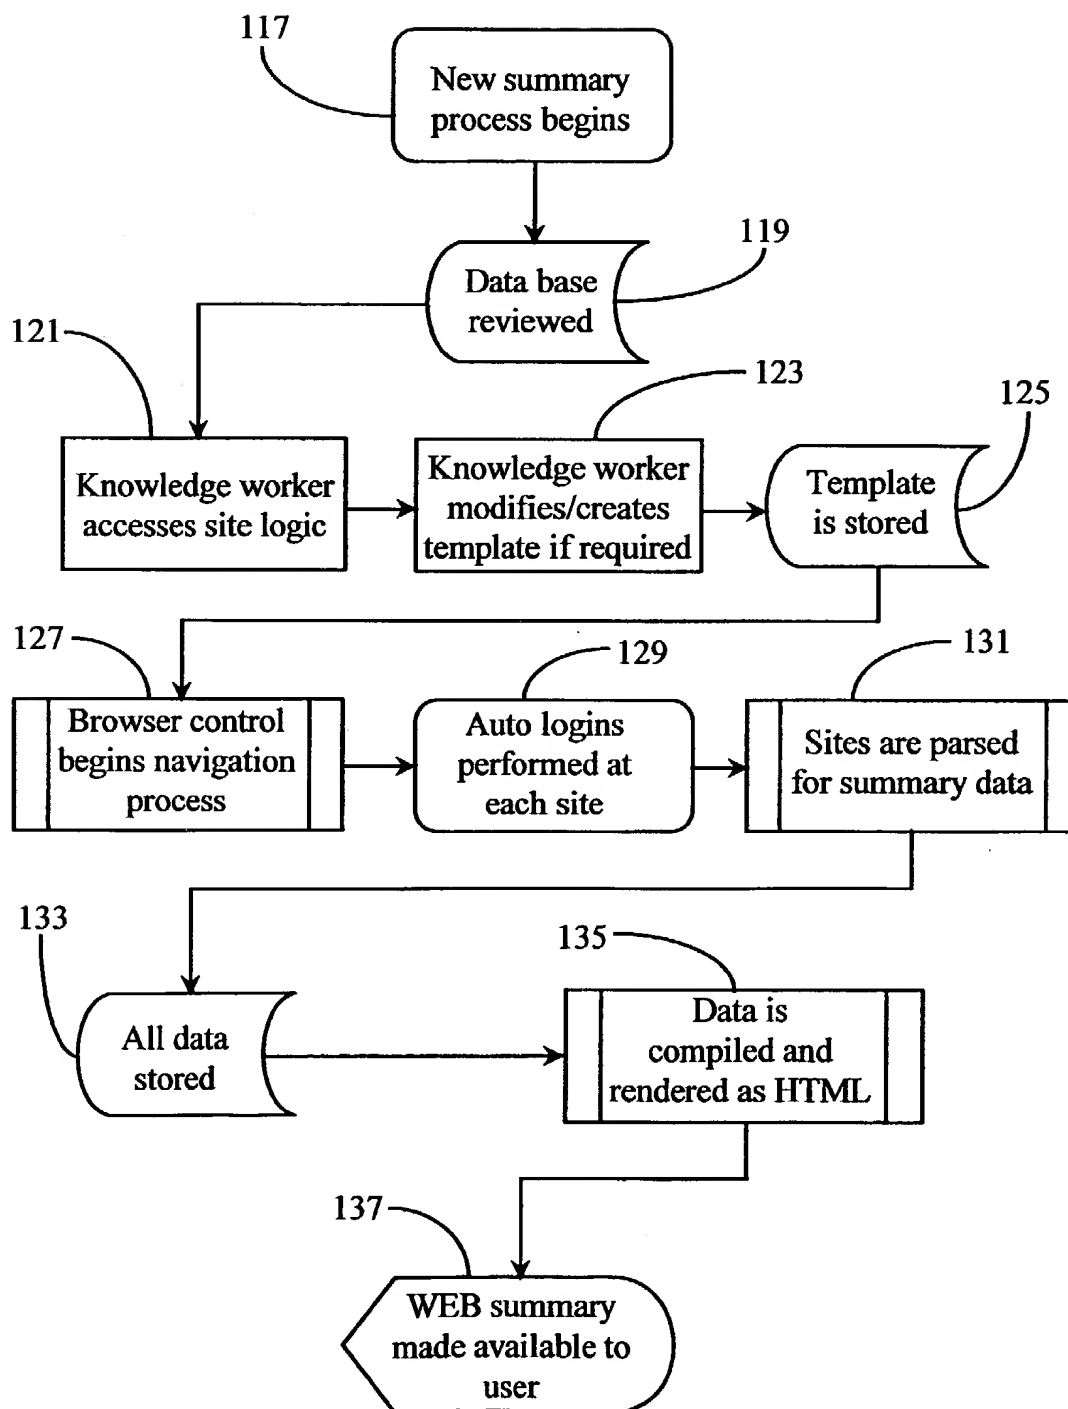 117
New summary
process begins
119
Data base
reviewed
121
123
125
Knowledge worker
accesses site logic
Knowledge worker
modifies/creates
template if required
Template
is stored
127
129
131
Browser control
begins navigation
process
Auto logins
performed at
each site
Sites are parsed
for summary data
133
135
All data
stored
Data is
compiled and
rendered as HTML
137
WEB summary
made available to
user